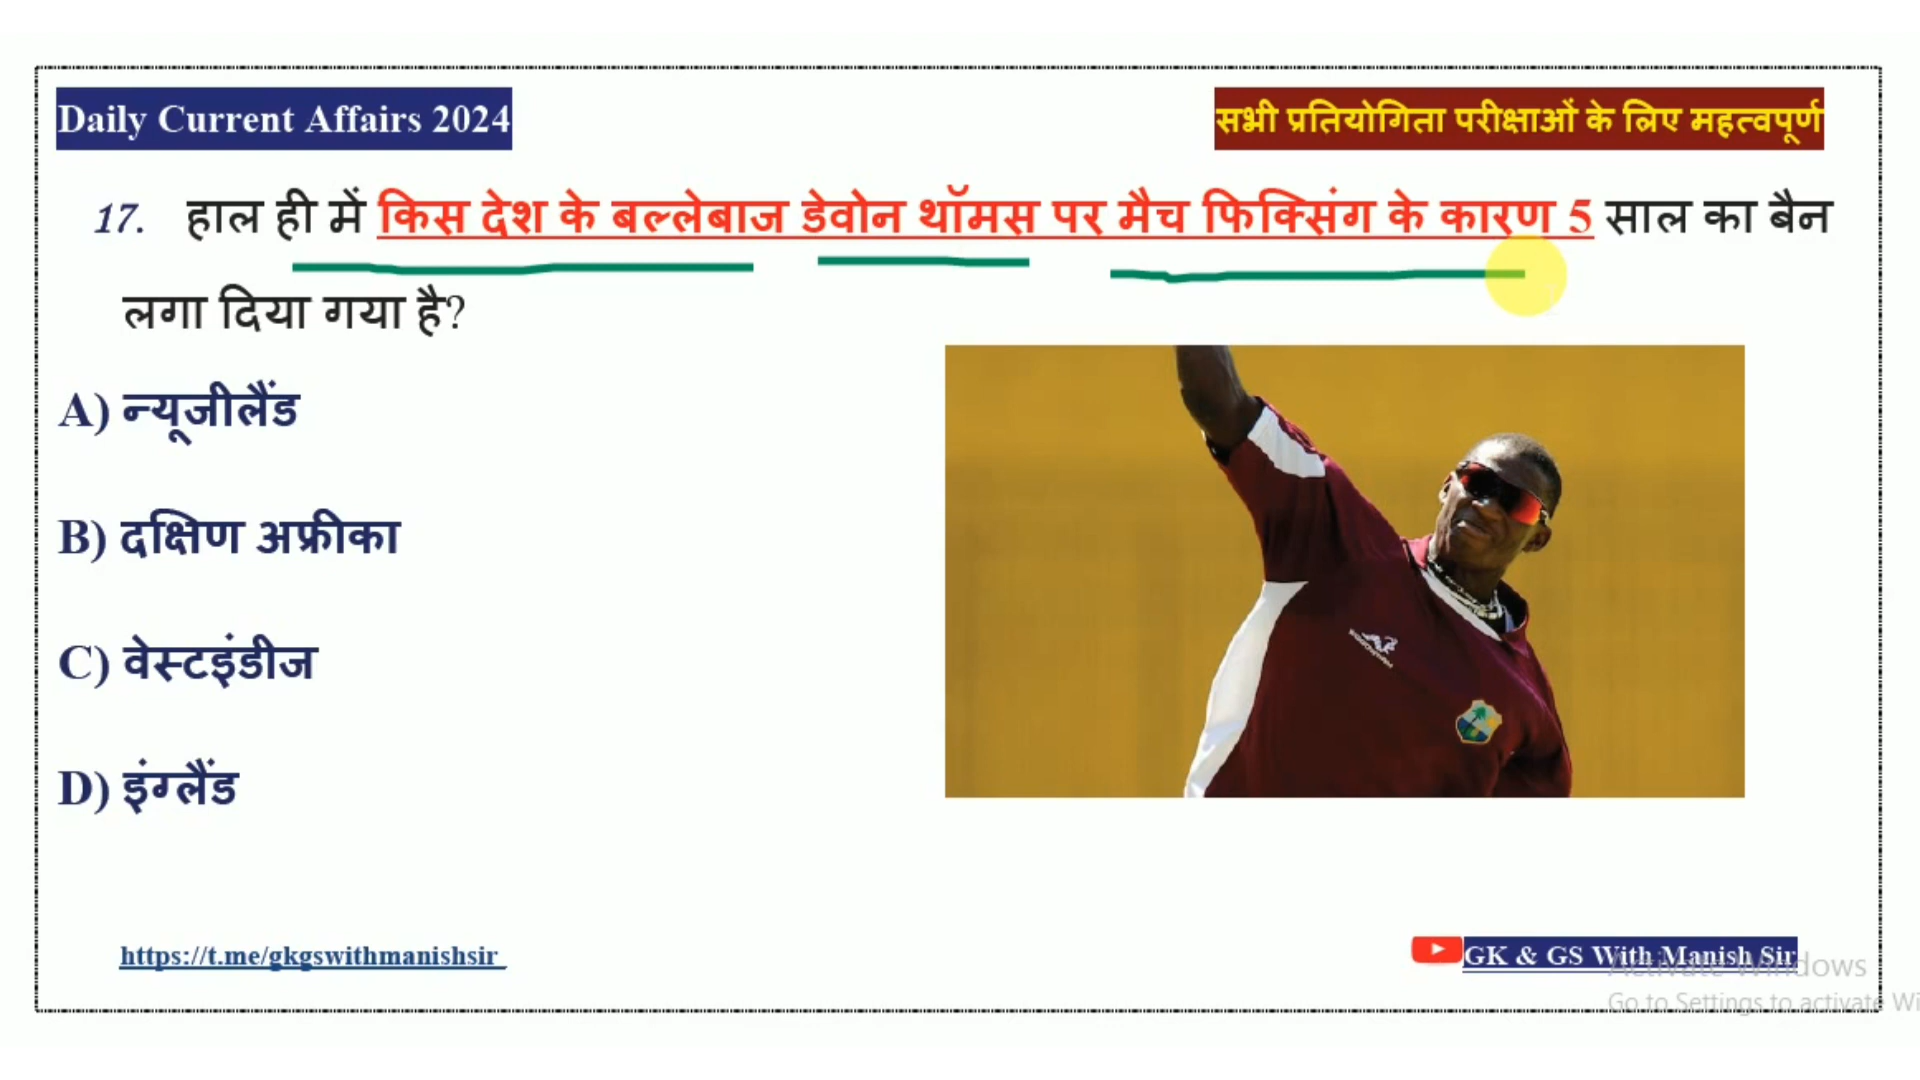 Daily Current Affairs 2024
सभी प्रतियोगिता परीक्षाओं के लिए महत्वपूर्ण
17. हाल ही में किस देश के बल्लेबाज डेवोन थॉमस पर मैच फिक्सिंग के कारण 5 साल का बैन
लगा दिया गया है?
A) न्यूजीलैंड
B) दक्षिण अफ्रीका
C) वेस्टइंडीज
D) इंग्लैंड
https://t.me/gkgswithmanishsir
GK & GS With Manish Sir
Activate Windows
Go to Settings to activate Wi